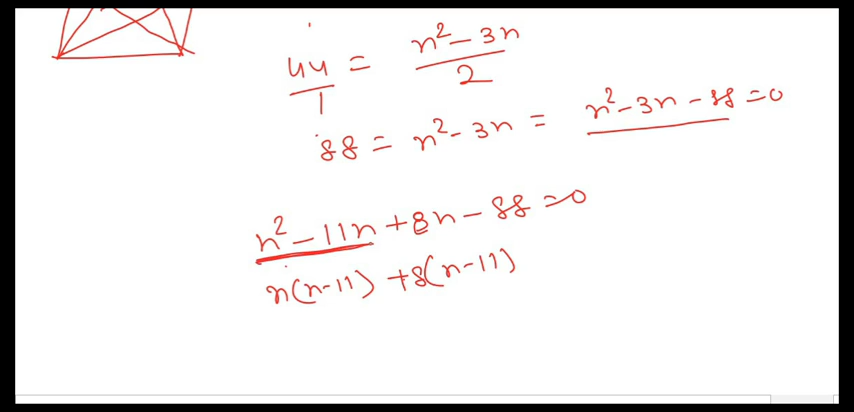 44/1 = n² - 3n / 2
88 = n² - 3n = n² - 3n - 88 = 0
n² - 11n + 8n - 88 = 0
n(n-11) + 8(n-11)